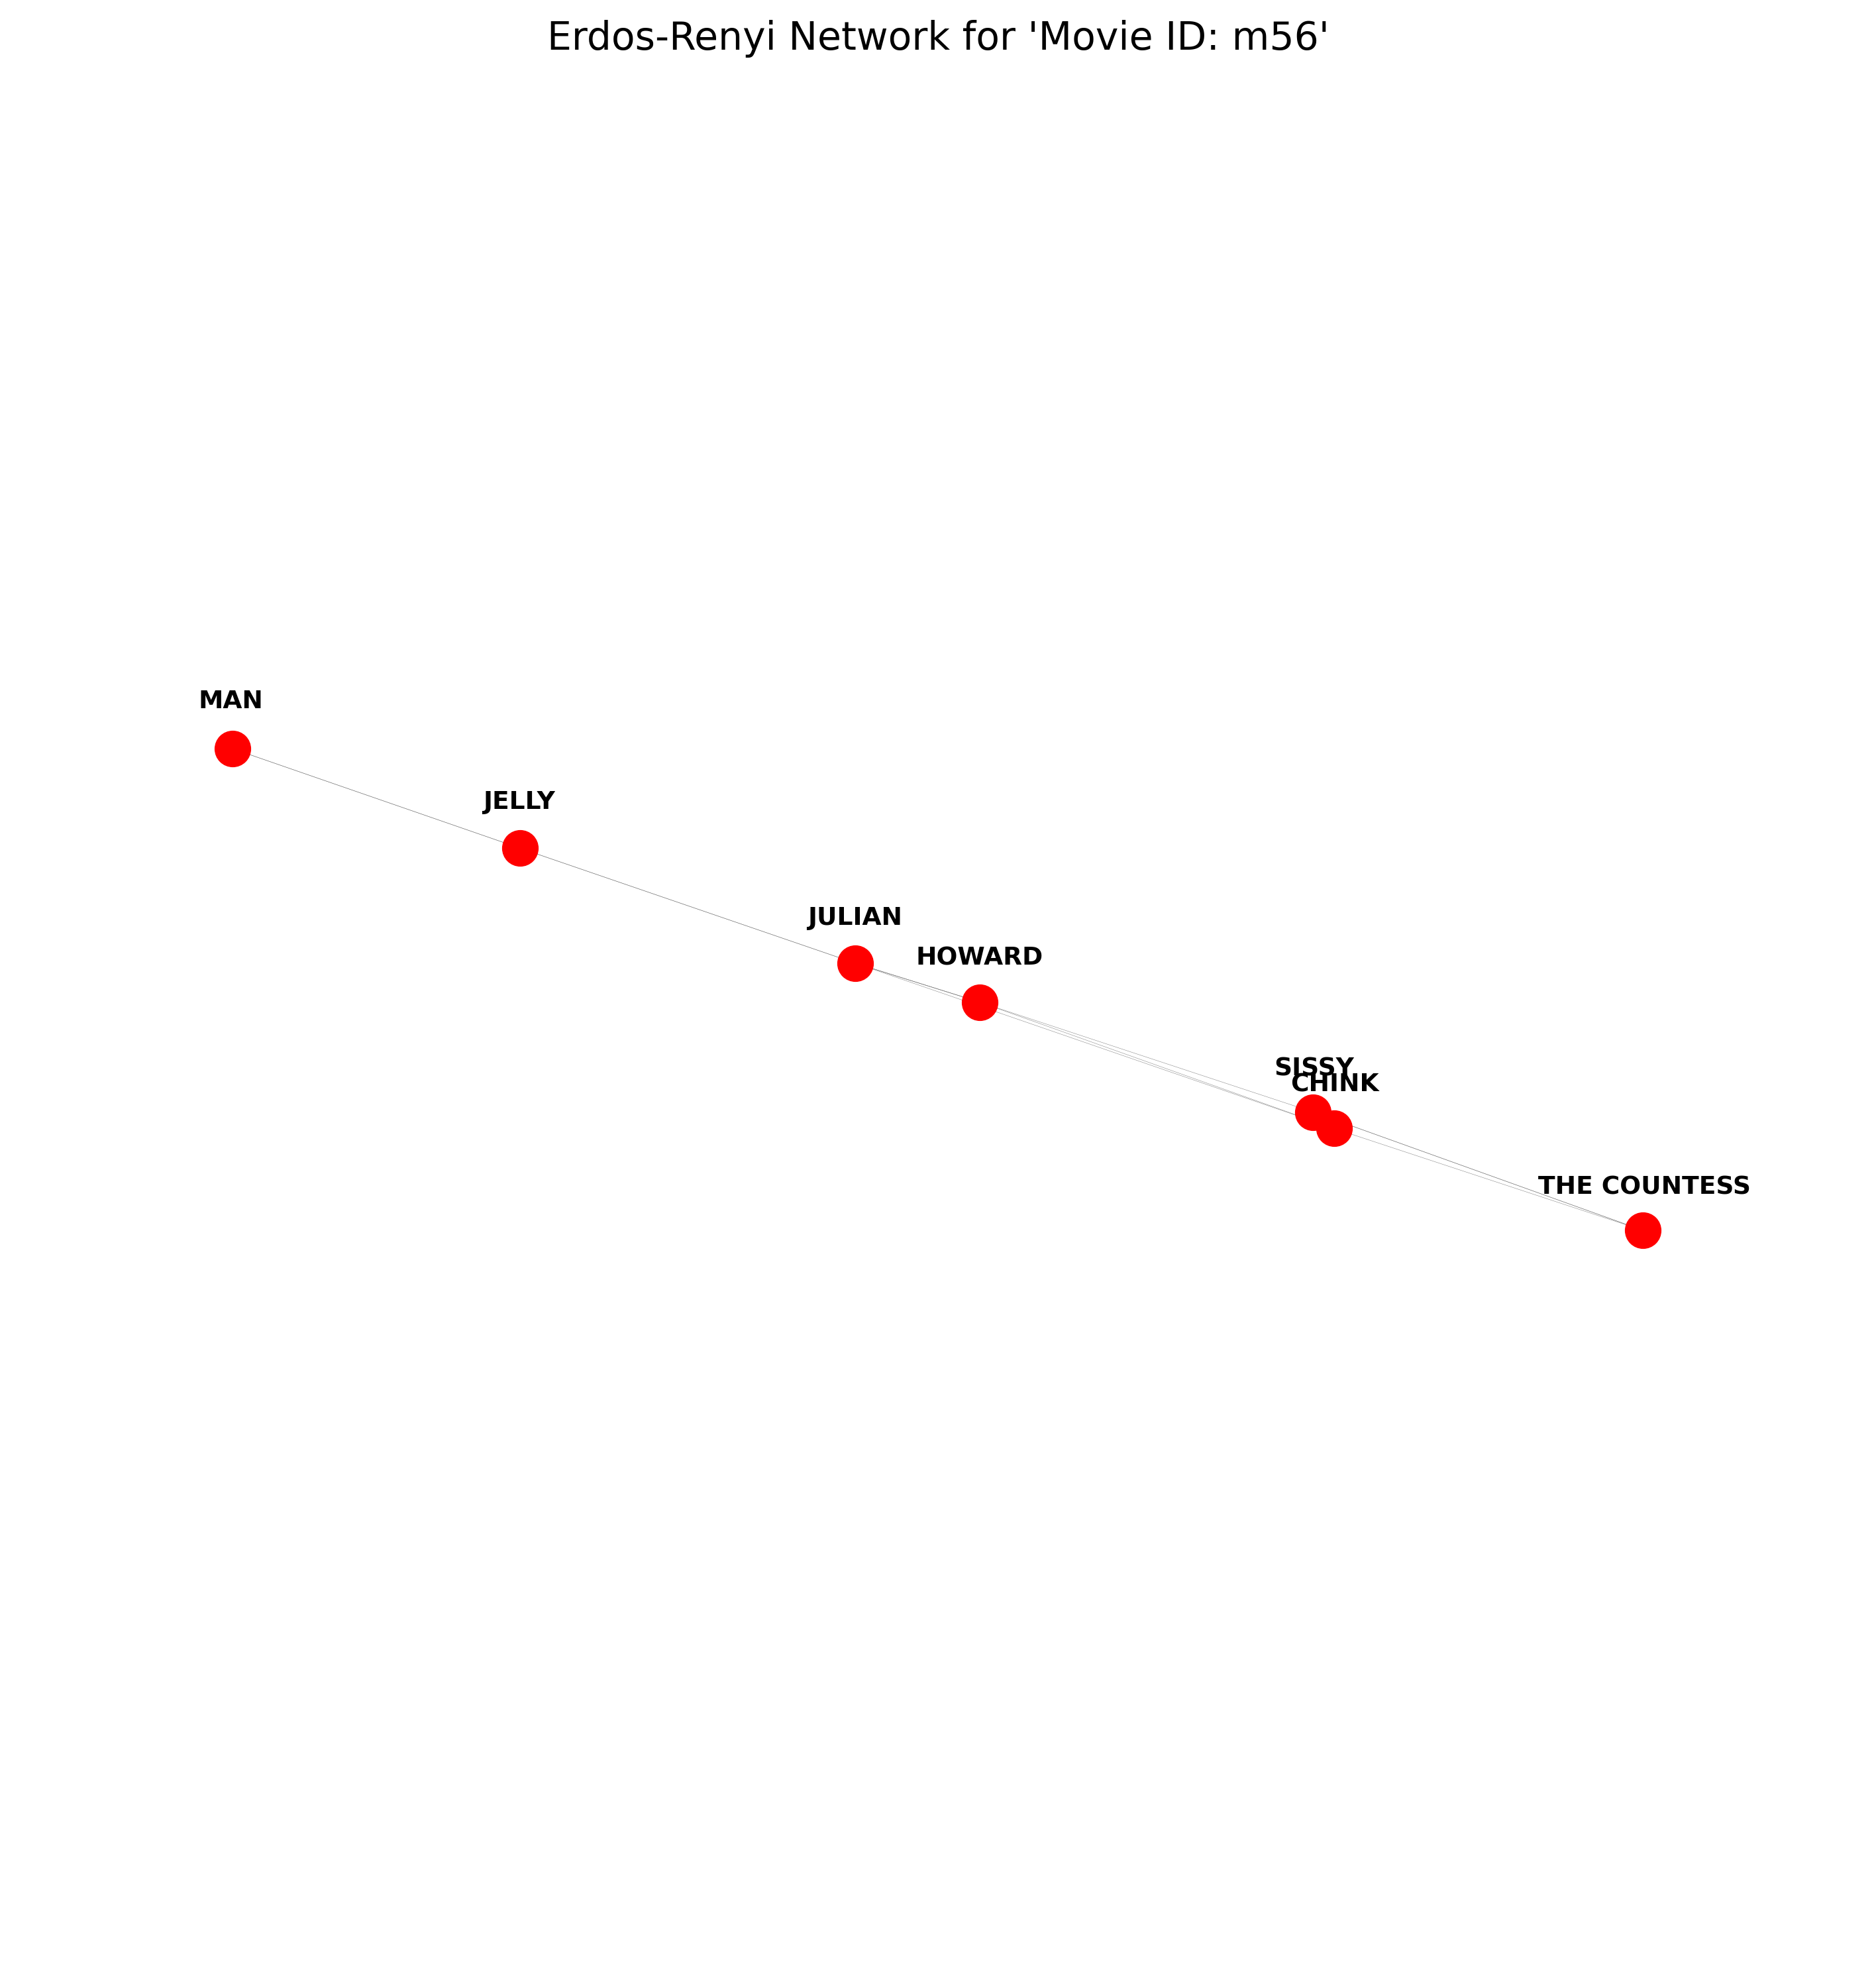 Erdos-Renyi Network for 'Movie ID: m56'
MAN
JELLY
JULIAN
HOWARD
SISSY
CHINK
THE COUNTESS